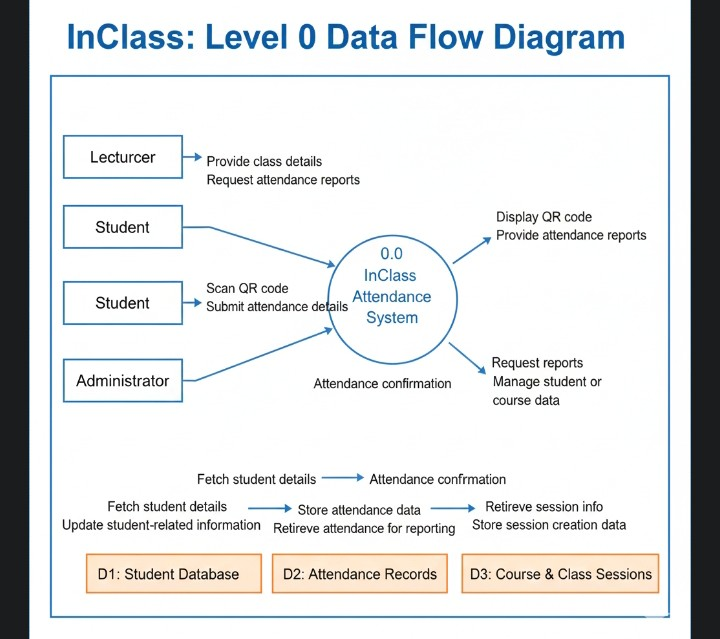 InClass: Level 0 Data Flow Diagram
Lecturcer
Provide class details
Request attendance reports
Student
Display QR code
Provide attendance reports
0.0
InClass
Attendance
System
Student
Scan QR code
Submit attendance details
Administrator
Attendance confirmation
Request reports
Manage student or
course data
Fetch student details
Attendance confrmation
Fetch student details
Update student-related information
Store attendance data
Retireve attendance for reporting
Retireve session info
Store session creation data
D1: Student Database
D2: Attendance Records
D3: Course & Class Sessions